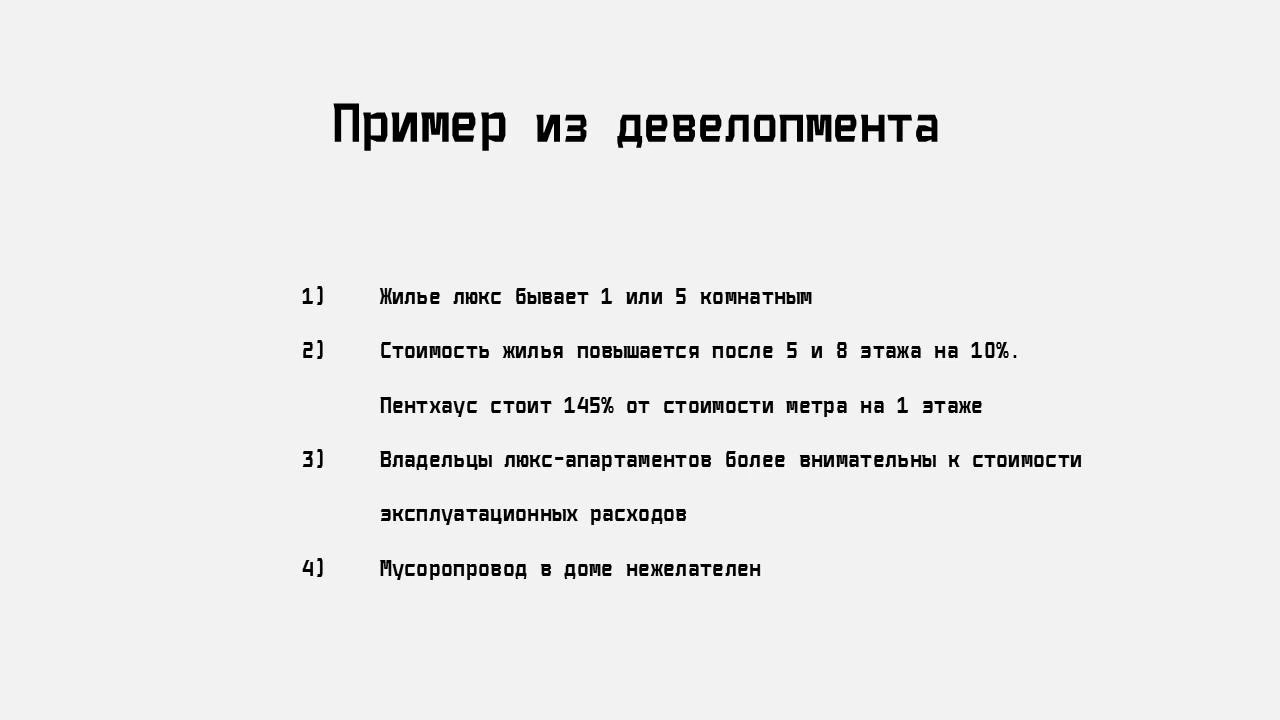 Пример из девелопмента
1) Жилье люкс бывает 1 или 5 комнатным
2) Стоимость жилья повышается после 5 и 8 этажа на 10%.
Пентхаус стоит 145% от стоимости метра на 1 этаже
3) Владельцы люкс-апартаментов более внимательны к стоимости
эксплуатационных расходов
4) Мусоропровод в доме нежелателен